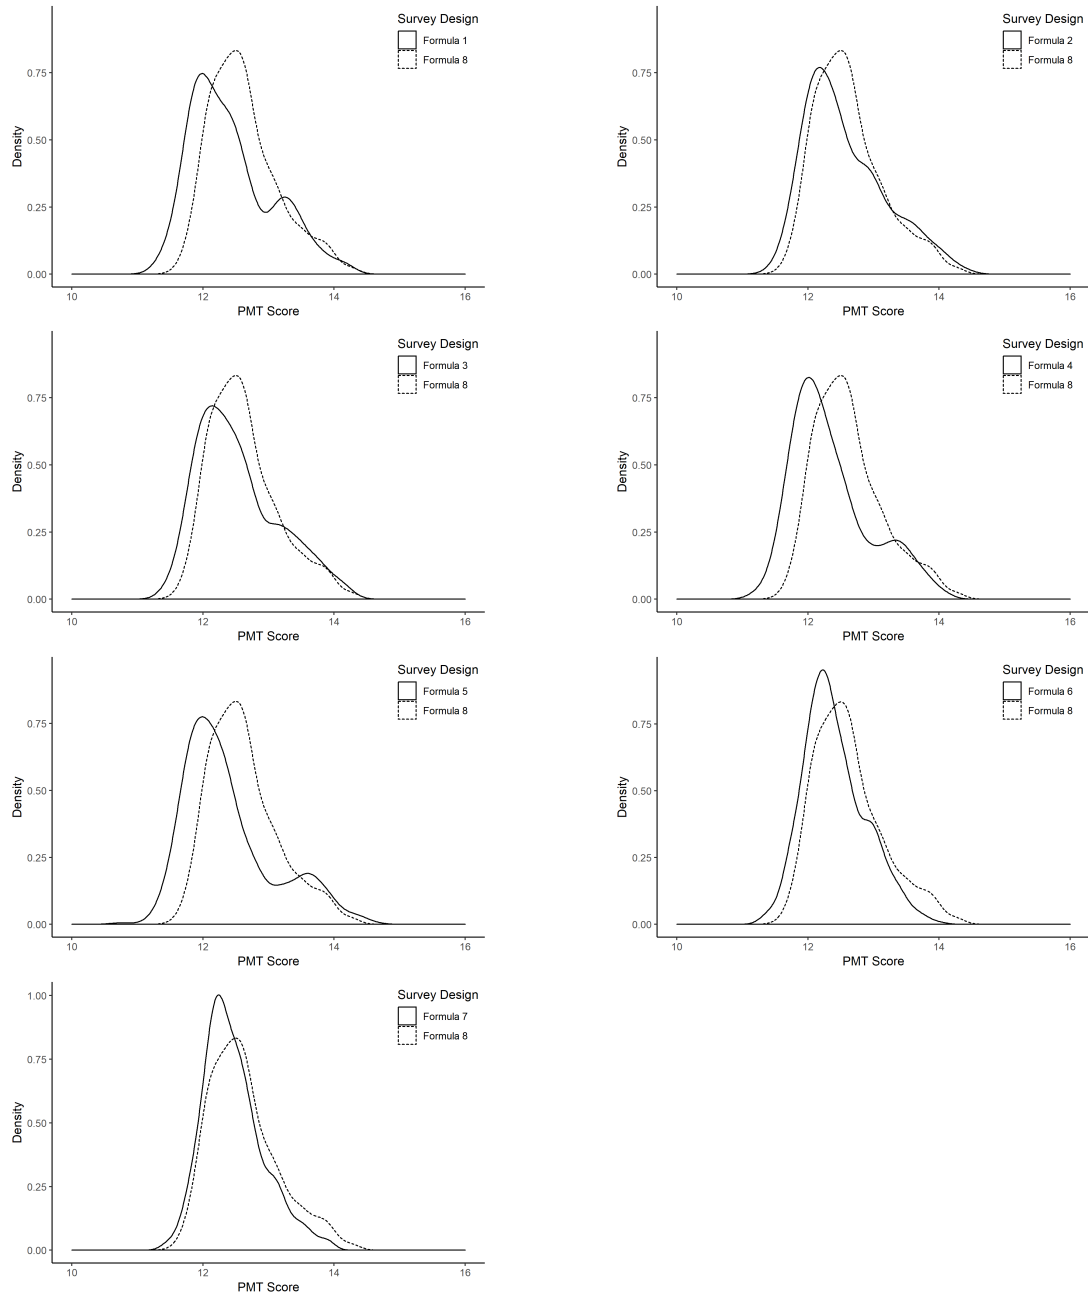 Survey Design
Formula 1
Formula 8
0.75
0.50
0.25
0.00
Density
10 12 14 16
PMT Score
Survey Design
Formula 2
Formula 8
0.75
0.50
0.25
0.00
Density
10 12 14 16
PMT Score
Survey Design
Formula 3
Formula 8
0.75
0.50
0.25
0.00
Density
10 12 14 16
PMT Score
Survey Design
Formula 4
Formula 8
0.75
0.50
0.25
0.00
Density
10 12 14 16
PMT Score
Survey Design
Formula 5
Formula 8
0.75
0.50
0.25
0.00
Density
10 12 14 16
PMT Score
Survey Design
Formula 6
Formula 8
0.75
0.50
0.25
0.00
Density
10 12 14 16
PMT Score
Survey Design
Formula 7
Formula 8
1.00
0.75
0.50
0.25
0.00
Density
10 12 14 16
PMT Score